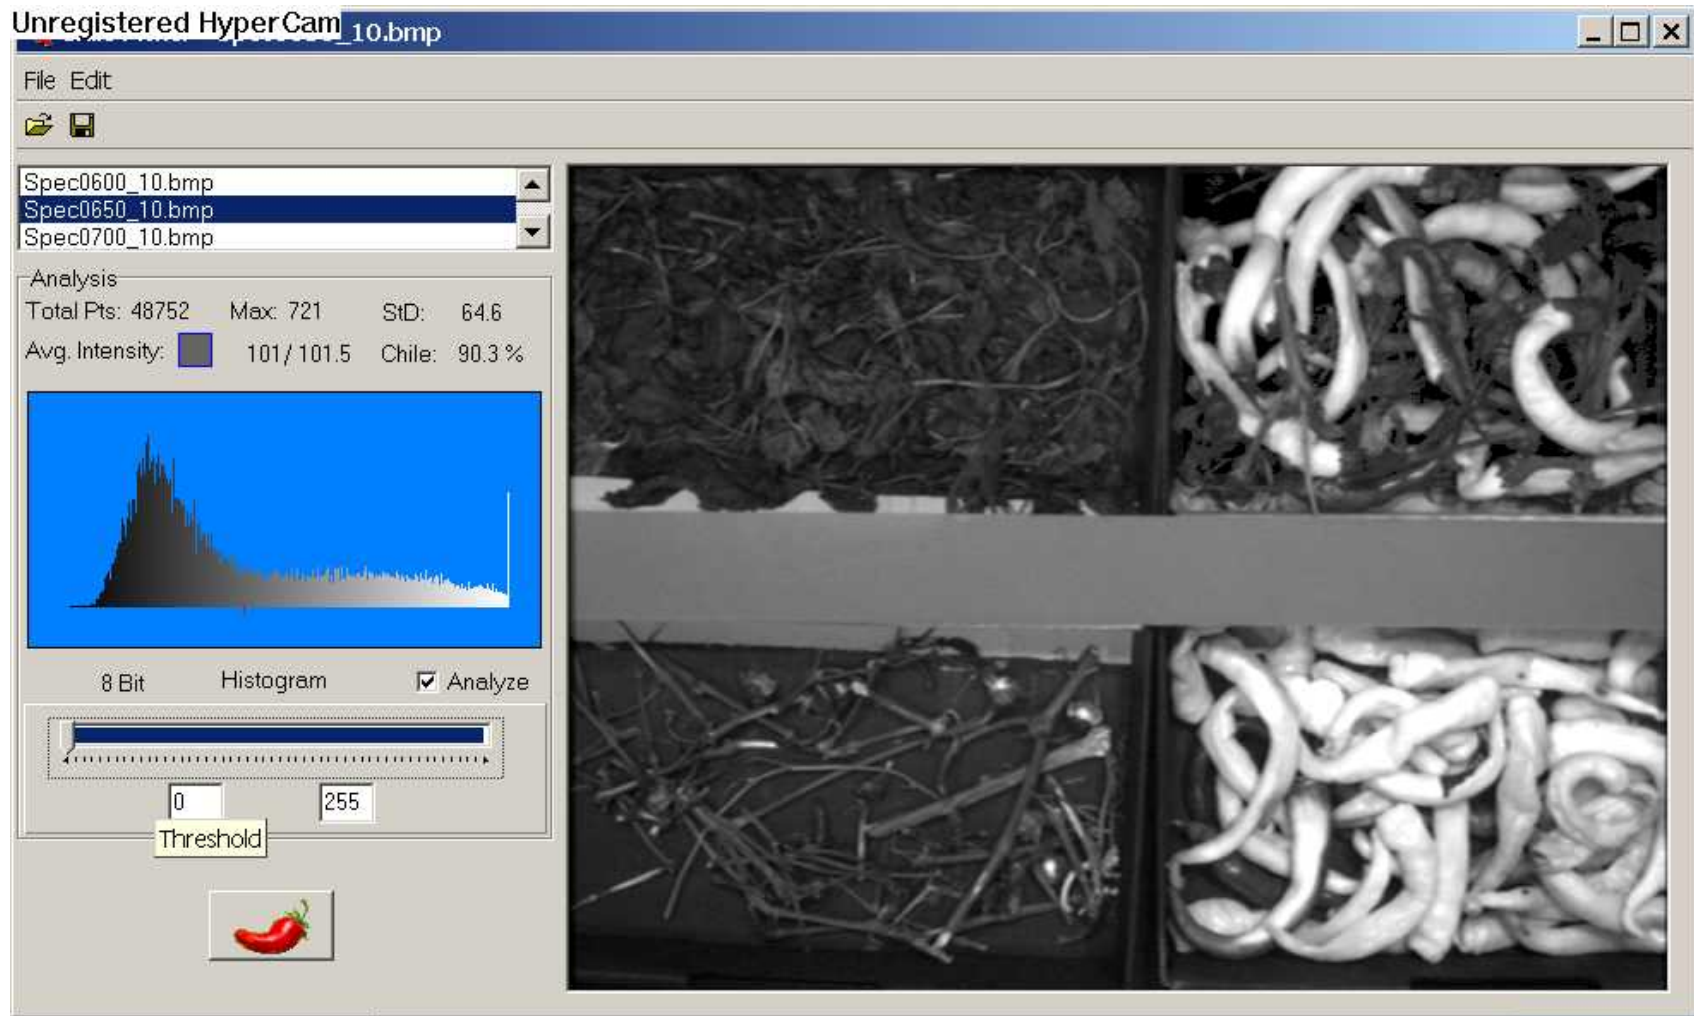 Unregistered HyperCam
_10.bmp
File Edit
Spec0600_10.bmp
Spec0650_10.bmp
Spec0700_10.bmp
Analysis
Total Pts: 48752 Max: 721 StD: 64.6
Avg. Intensity: 101/ 101.5 Chile: 90.3 %
8 Bit Histogram Analyze
0 255
Threshold